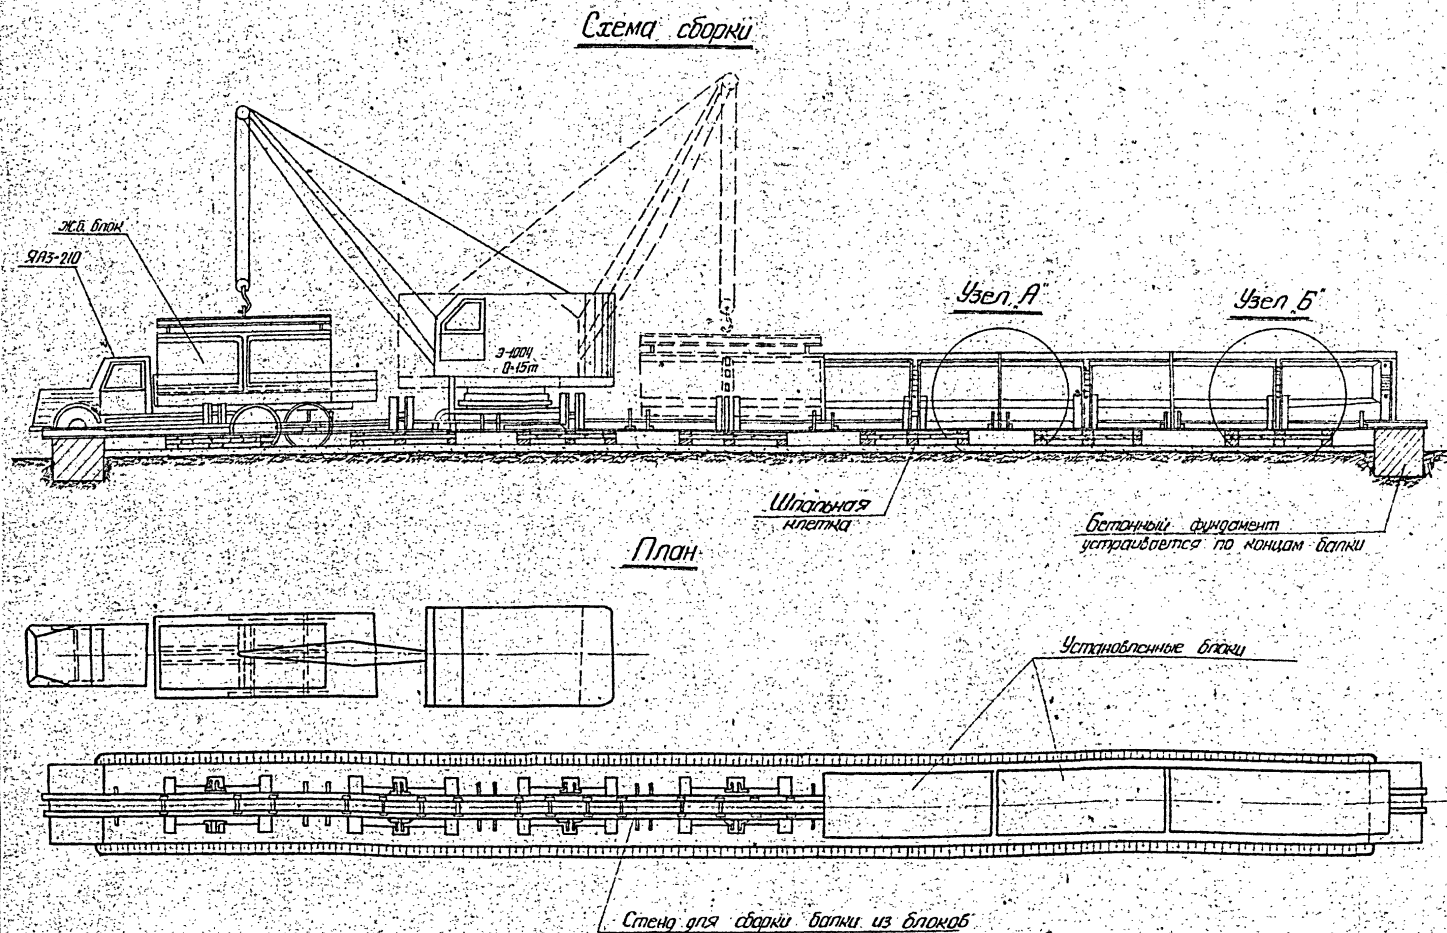 Схема сборки
ж.б. блок
ЯАЗ-210
Э-1004
Q=15т
Узел „А"
Узел „Б"
Шпальная
клетка
Бетонный фундамент
устраивается по концам балки
План
Установленные блоки
Стенд для сборки балки из блоков